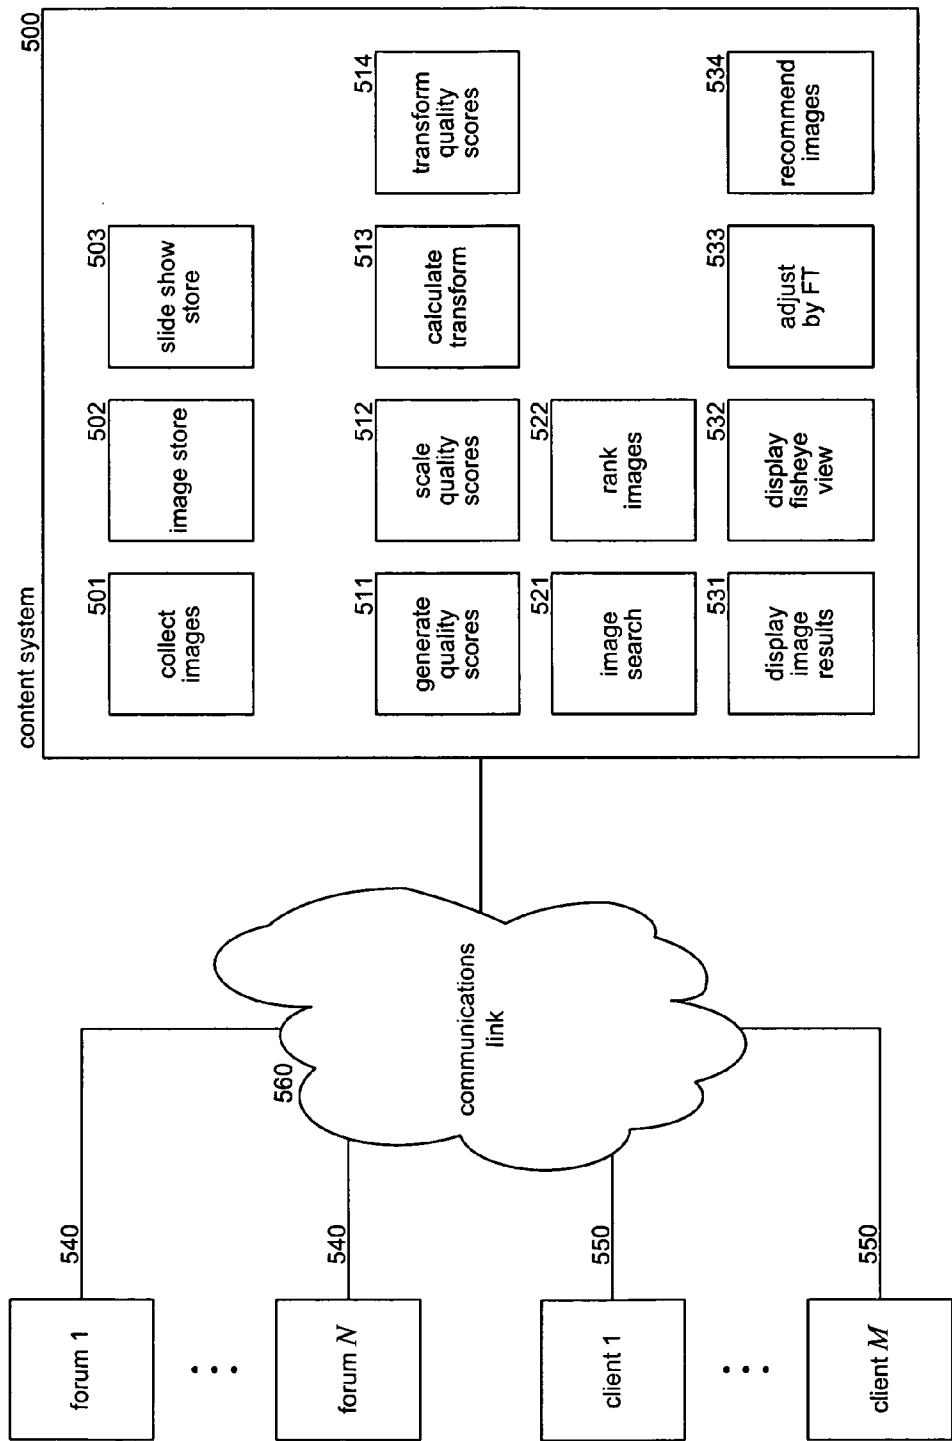 content system
500
501
collect
images
502
image store
503
slide show
store
511
generate
quality
scores
512
scale
quality
scores
513
calculate
transform
514
transform
quality
scores
521
image
search
522
rank
images
531
display
image
results
532
display
fisheye
view
533
adjust
by FT
534
recommend
images
560
communications
link
540
forum 1
540
forum N
550
client 1
550
client M